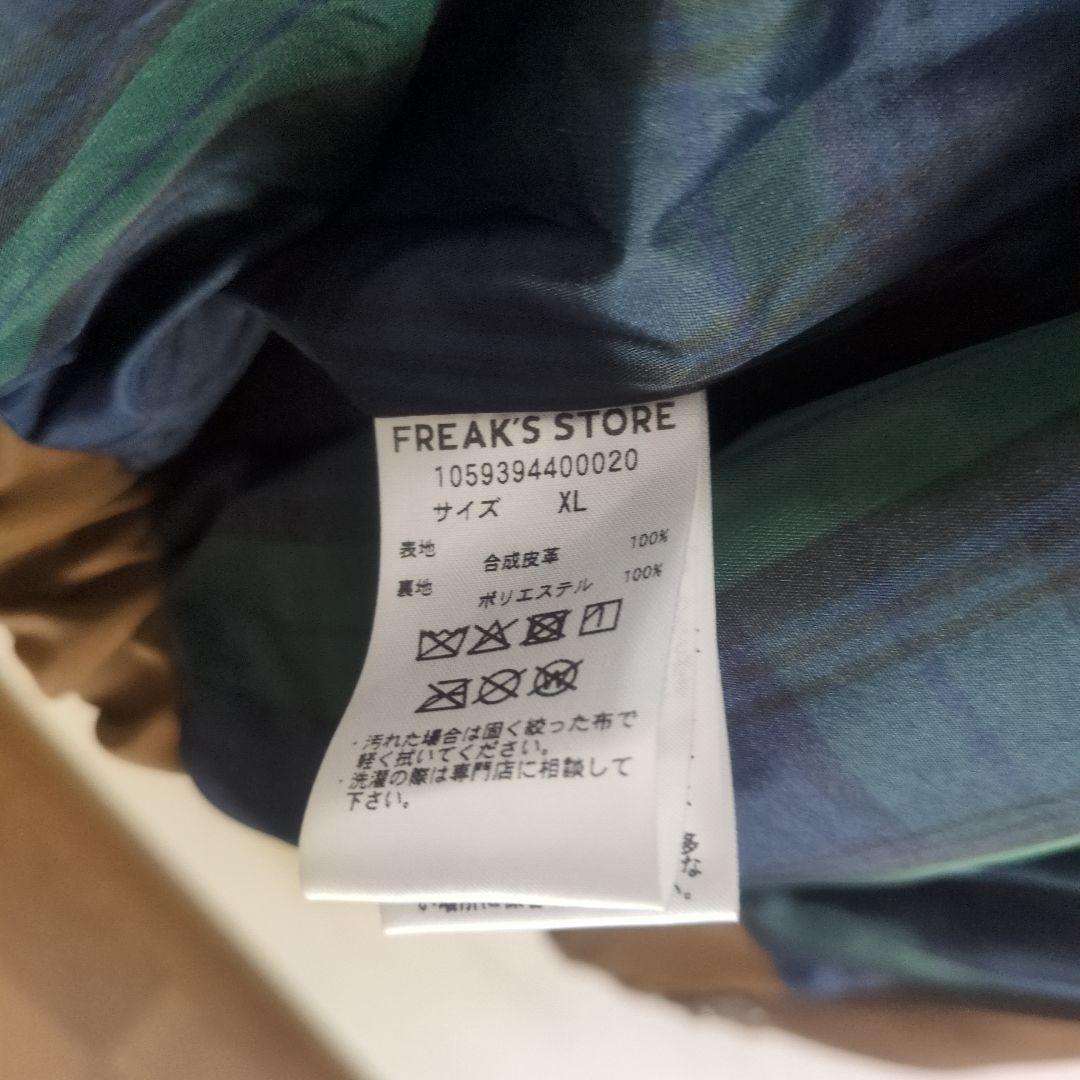 FREAK'S STORE
1059394400020
サイズ XL
表地 合成皮革 100%
裏地 ポリエステル 100%
・汚れた場合は固く絞った布で
軽く拭いてください。
・洗濯の際は専門店に相談して
下さい。
多な
い。